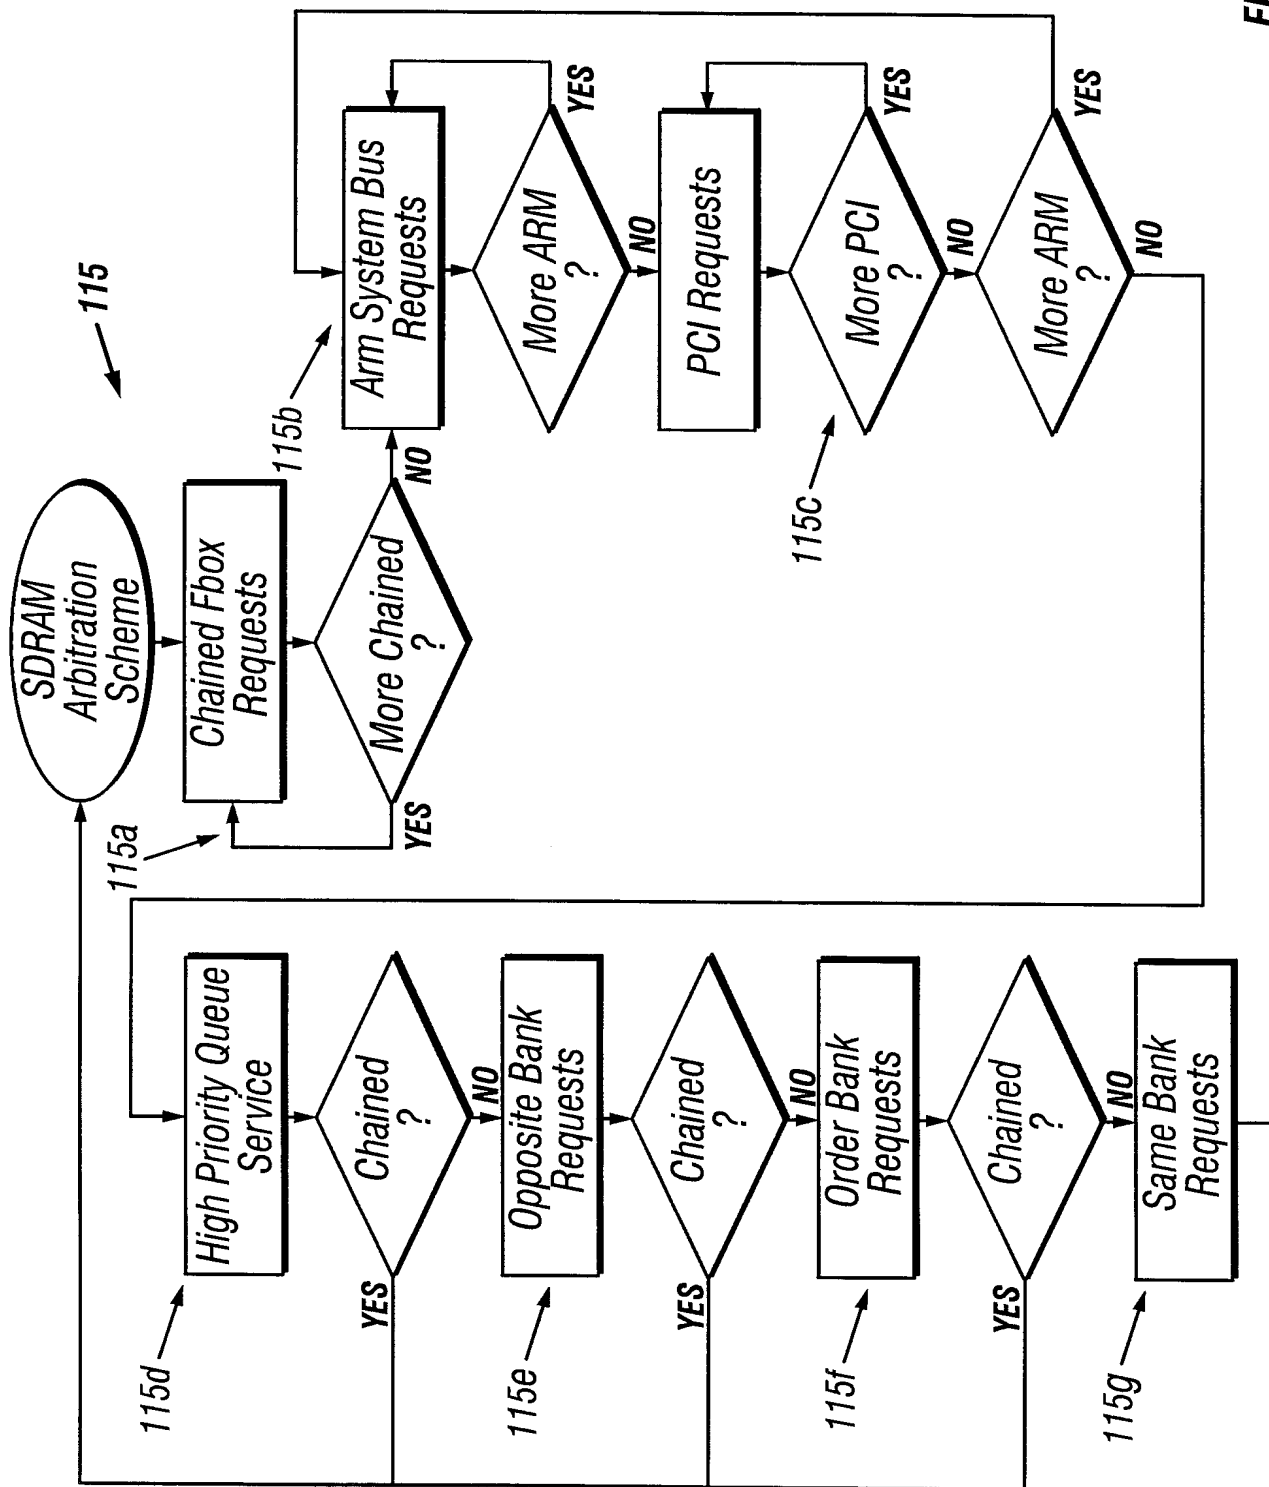 SDRAM
Arbitration
Scheme
115
115a
Chained Fbox
Requests
More Chained
?
YES
NO
115b
Arm System Bus
Requests
More ARM
?
YES
NO
PCI Requests
115c
More PCI
?
YES
NO
More ARM
?
YES
NO
115d
High Priority Queue
Service
Chained
?
YES
NO
115e
Opposite Bank
Requests
Chained
?
YES
NO
115f
Order Bank
Requests
Chained
?
YES
NO
115g
Same Bank
Requests